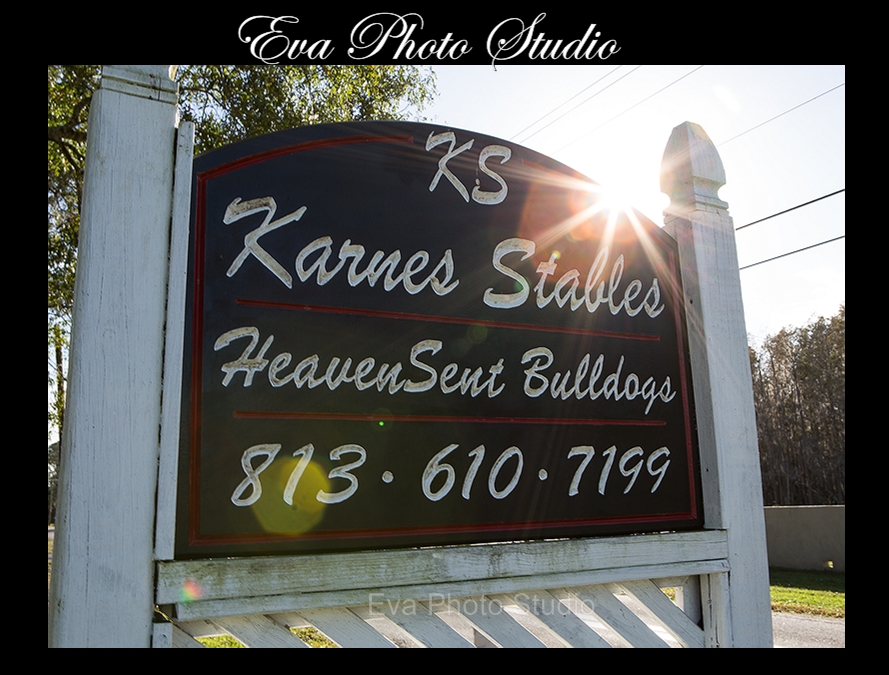 Eva Photo Studio
KS
Karnes Stables
HeavenSent Bulldogs
813 · 610 · 7199
Eva Photo Studio